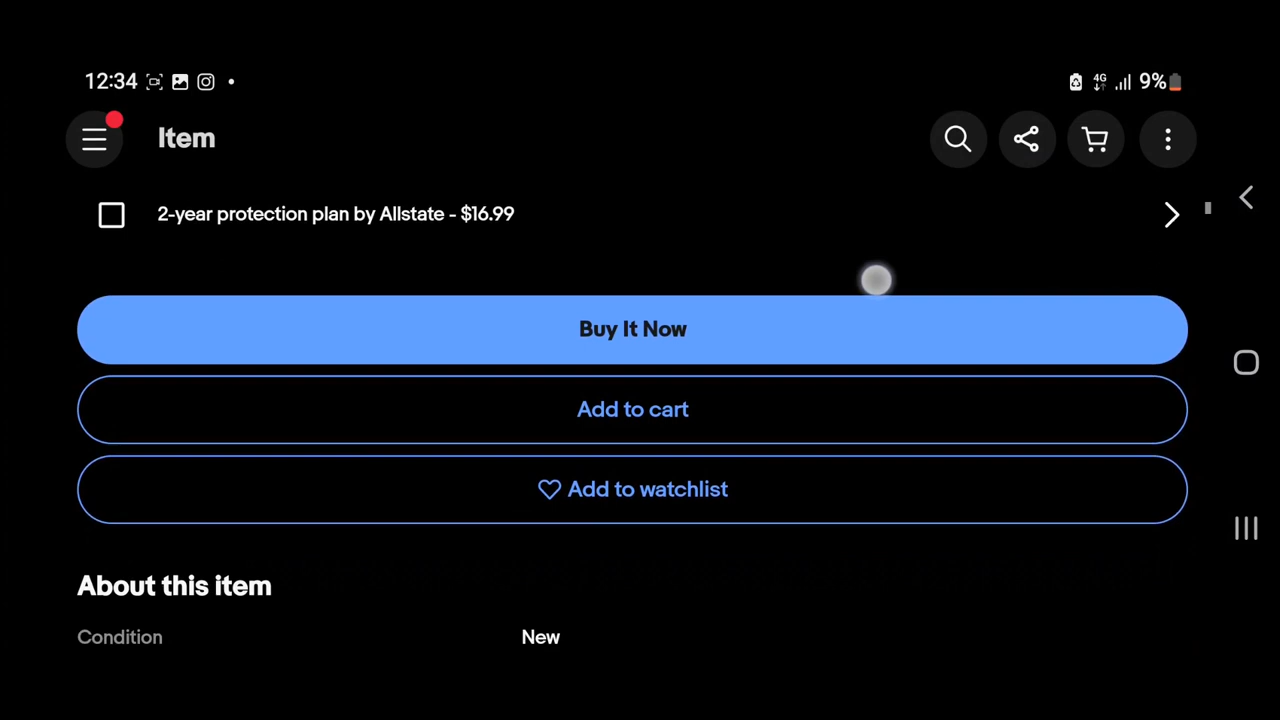 12:34
4G
9%
Item
2-year protection plan by Allstate - $16.99
Buy It Now
Add to cart
Add to watchlist
About this item
Condition
New